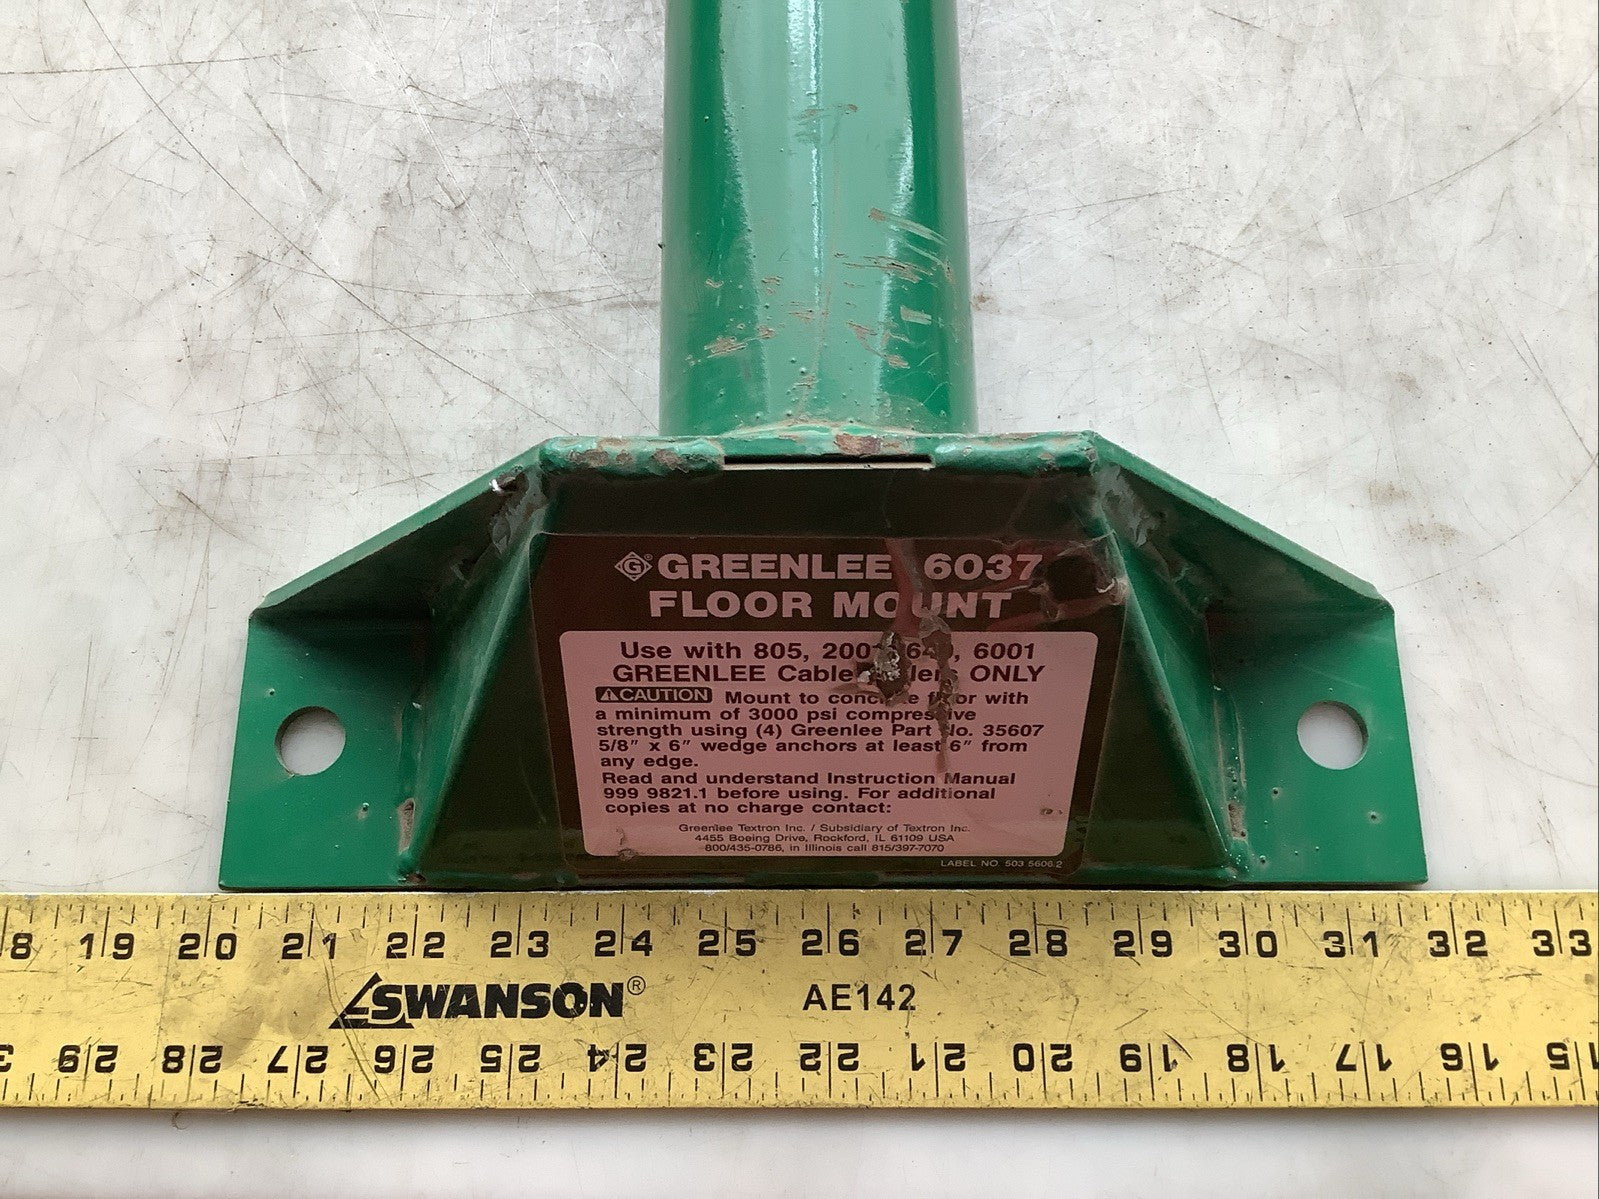 G® GREENLEE 6037
FLOOR MOUNT
Use with 805, 6001
GREENLEE Cable ONLY
CAUTION Mount to floor with
a minimum of 3000 psi compressive
strength using (4) Greenlee Part No. 35607
5/8" x 6" wedge anchors at least 6" from
any edge.
Read and understand Instruction Manual
999 9821.1 before using. For additional
copies at no charge contact:
Greenlee Textron Inc. / Subsidiary of Textron Inc.
4455 Boeing Drive, Rockford, IL 61109 USA
800/435-0786, in Illinois call 815/397-7070
LABEL NO. 503 5606.2
19 20 21 22 23 24 25 26 27 28 29 30 31 32 33
SWANSON® AE142
29 28 27 26 25 24 23 22 21 20 19 18 17 16 15